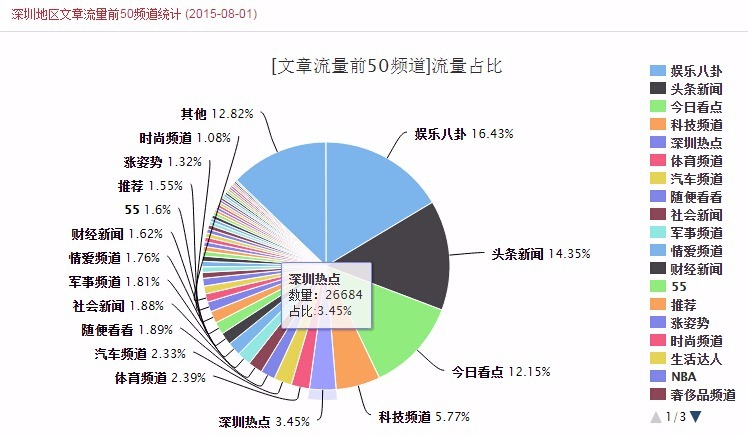 深圳地区文章流量前50频道统计 (2015-08-01)
[文章流量前50频道]流量占比
其他 12.82%
时尚频道 1.08%
涨姿势 1.32%
推荐 1.55%
55 1.6%
财经新闻 1.62%
情爱频道 1.76%
军事频道 1.81%
社会新闻 1.88%
随便看看 1.89%
汽车频道 2.33%
体育频道 2.39%
深圳热点 3.45%
科技频道 5.77%
今日看点 12.15%
头条新闻 14.35%
娱乐八卦 16.43%
深圳热点
数量: 26684
占比:3.45%
娱乐八卦
头条新闻
今日看点
科技频道
深圳热点
体育频道
汽车频道
随便看看
社会新闻
军事频道
情爱频道
财经新闻
55
推荐
涨姿势
时尚频道
生活达人
NBA
奢侈品频道
1/3